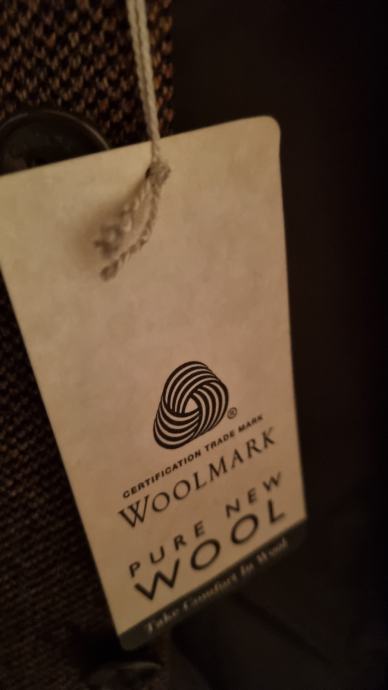 ®
CERTIFICATION TRADE MARK
WOOLMARK
PURE NEW
WOOL
Take Comfort In Wool